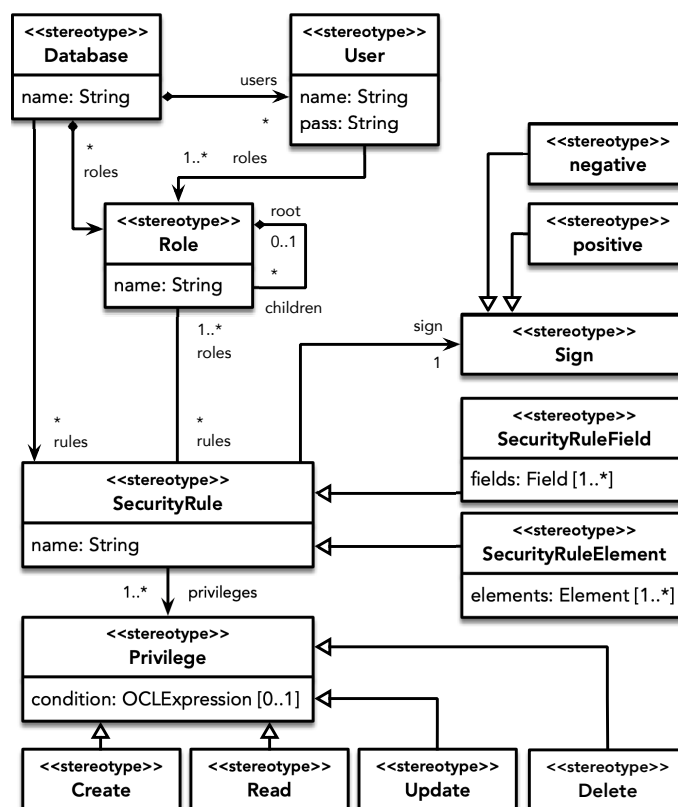 <<stereotype>>
Database
name: String
users
*
<<stereotype>>
User
name: String
pass: String
*
roles
1..* roles
<<stereotype>>
negative
<<stereotype>>
positive
<<stereotype>>
Role
name: String
root
0..1
*
children
1..*
roles
sign
1
<<stereotype>>
Sign
*
rules
*
rules
<<stereotype>>
SecurityRuleField
fields: Field [1..*]
<<stereotype>>
SecurityRule
name: String
<<stereotype>>
SecurityRuleElement
elements: Element [1..*]
1..* privileges
<<stereotype>>
Privilege
condition: OCLExpression [0..1]
<<stereotype>>
Create
<<stereotype>>
Read
<<stereotype>>
Update
<<stereotype>>
Delete